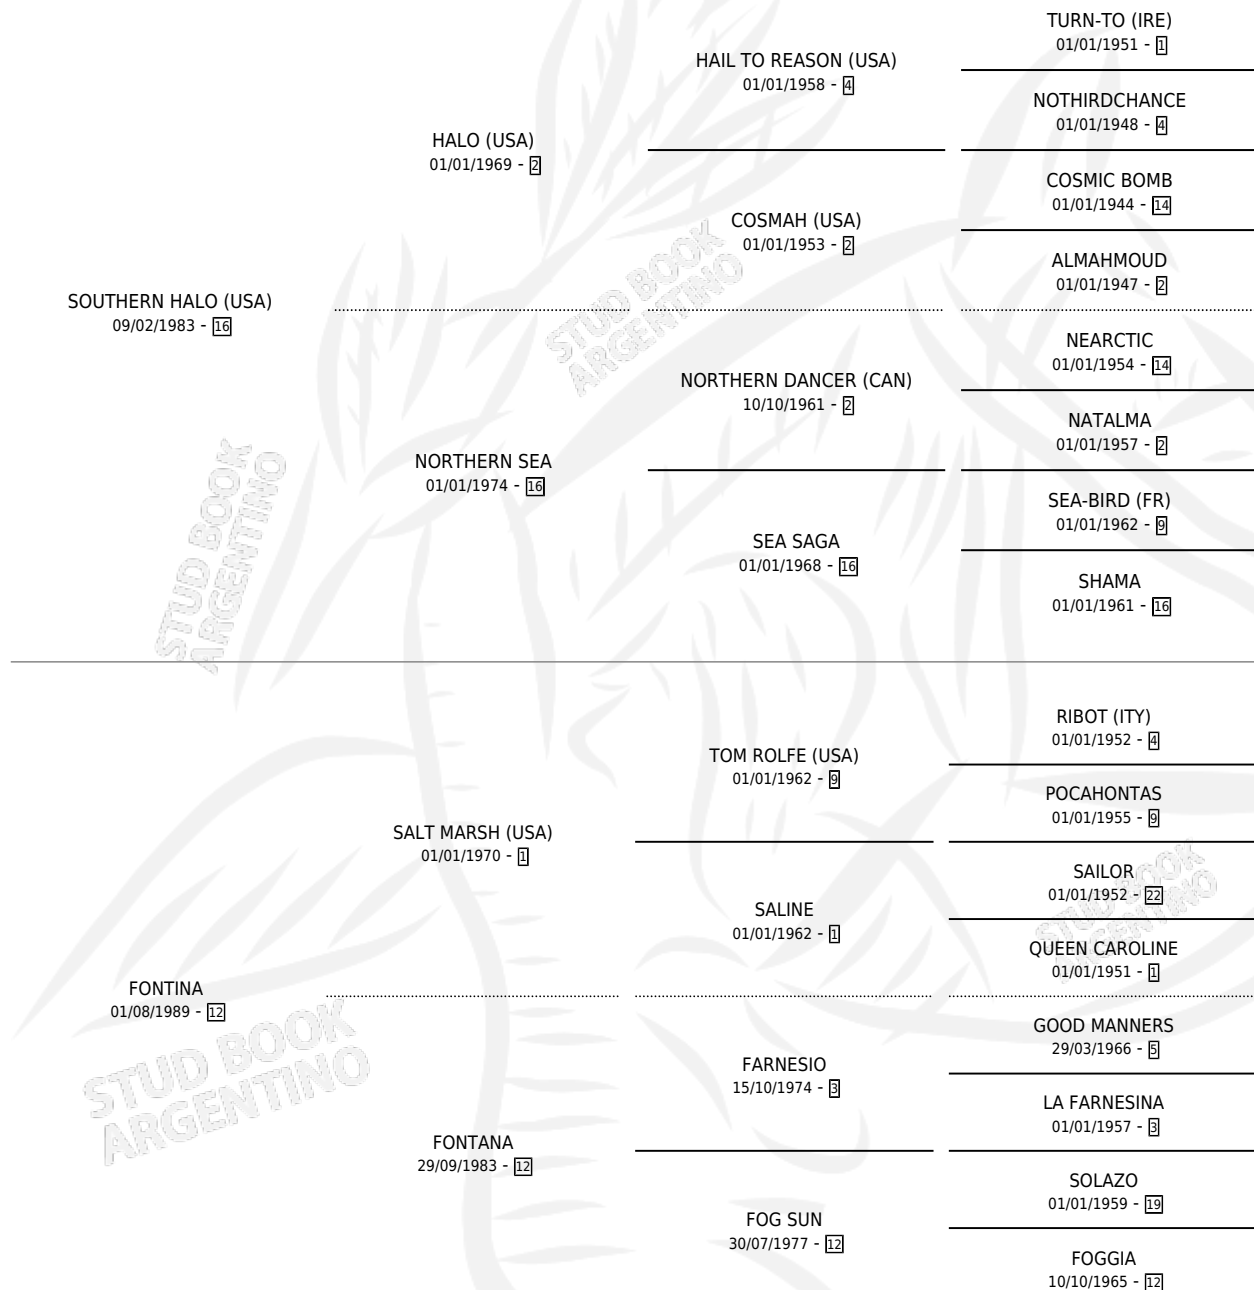 TURN-TO (IRE)
01/01/1951 - 1
HAIL TO REASON (USA)
01/01/1958 - 4
NOTHIRDCHANCE
01/01/1948 - 4
HALO (USA)
01/01/1969 - 2
COSMIC BOMB
01/01/1944 - 14
COSMAH (USA)
01/01/1953 - 2
ALMAHMOUD
01/01/1947 - 2
SOUTHERN HALO (USA)
09/02/1983 - 16
NEARCTIC
01/01/1954 - 14
NORTHERN DANCER (CAN)
10/10/1961 - 2
NATALMA
01/01/1957 - 2
NORTHERN SEA
01/01/1974 - 16
SEA-BIRD (FR)
01/01/1962 - 9
SEA SAGA
01/01/1968 - 16
SHAMA
01/01/1961 - 16
RIBOT (ITY)
01/01/1952 - 4
TOM ROLFE (USA)
01/01/1962 - 9
POCAHONTAS
01/01/1955 - 9
SALT MARSH (USA)
01/01/1970 - 1
SAILOR
01/01/1952 - 22
SALINE
01/01/1962 - 1
QUEEN CAROLINE
01/01/1951 - 1
FONTINA
01/08/1989 - 12
GOOD MANNERS
29/03/1966 - 5
FARNESIO
15/10/1974 - 3
LA FARNESINA
01/01/1957 - 3
FONTANA
29/09/1983 - 12
SOLAZO
01/01/1959 - 19
FOG SUN
30/07/1977 - 12
FOGGIA
10/10/1965 - 12
STUD BOOK
ARGENTINO
STUD BOOK
ARGENTINO
STUD BOOK
ARGENTINO
STUD BOOK
ARGENTINO